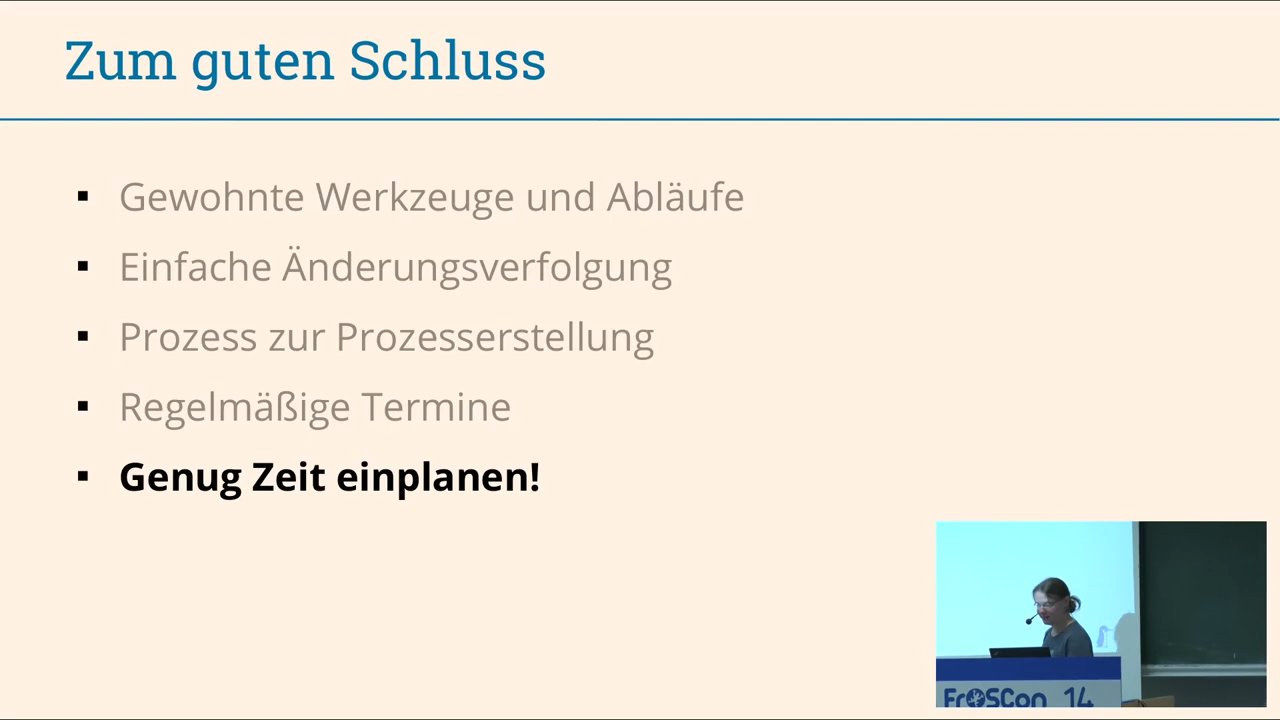 Zum guten Schluss
Gewohnte Werkzeuge und Abläufe
Einfache Änderungsverfolgung
Prozess zur Prozesserstellung
Regelmäßige Termine
Genug Zeit einplanen!
FrOSCon 14